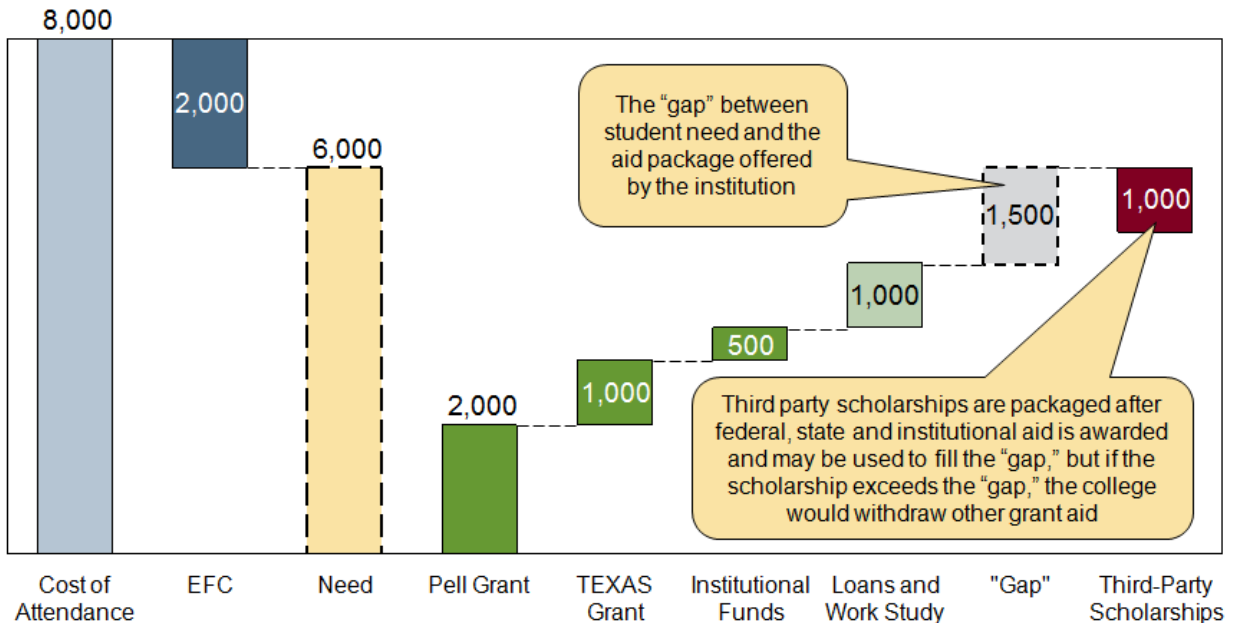 8,000
2,000
6,000
The “gap” between
student need and the
aid package offered
by the institution
1,500
1,000
1,000
500
1,000
2,000
Third party scholarships are packaged after
federal, state and institutional aid is awarded
and may be used to fill the “gap,” but if the
scholarship exceeds the “gap,” the college
would withdraw other grant aid
Cost of
Attendance
EFC
Need
Pell Grant
TEXAS
Grant
Institutional
Funds
Loans and
Work Study
"Gap"
Third-Party
Scholarships